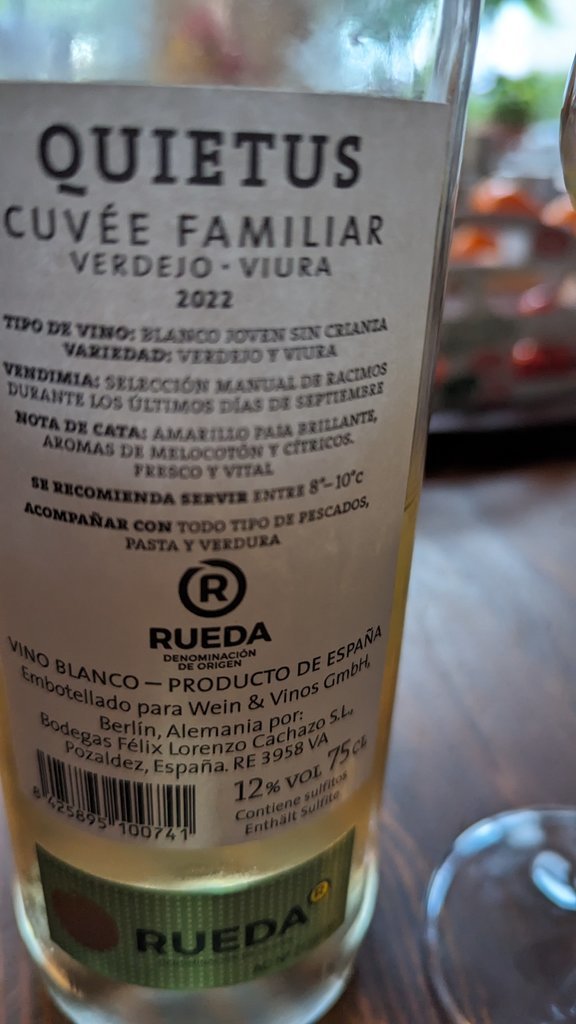 QUIETUS
CUVÉE FAMILIAR
VERDEJO - VIURA
2022
TIPO DE VINO: BLANCO JOVEN SIN CRIANZA
VARIEDAD: VERDEJO Y VIURA
VENDIMIA: SELECCIÓN MANUAL DE RACIMOS
DURANTE LOS ÚLTIMOS DÍAS DE SEPTIEMBRE
NOTA DE CATA: AMARILLO PAJA BRILLANTE,
AROMAS DE MELOCOTÓN Y CÍTRICOS.
FRESCO Y VITAL
SE RECOMIENDA SERVIR ENTRE 8°-10°C
ACOMPAÑAR CON TODO TIPO DE PESCADOS,
PASTA Y VERDURA
R
RUEDA
DENOMINACIÓN
DE ORIGEN
VINO BLANCO — PRODUCTO DE ESPAÑA
Embotellado para Wein & Vinos GmbH,
Berlín, Alemania por:
Bodegas Félix Lorenzo Cachazo S.L.,
Pozaldez, España. RE 3958 VA
12% VOL 75CL
Contiene sulfitos
Enthält Sulfite
8 425895 100741
RUEDA R